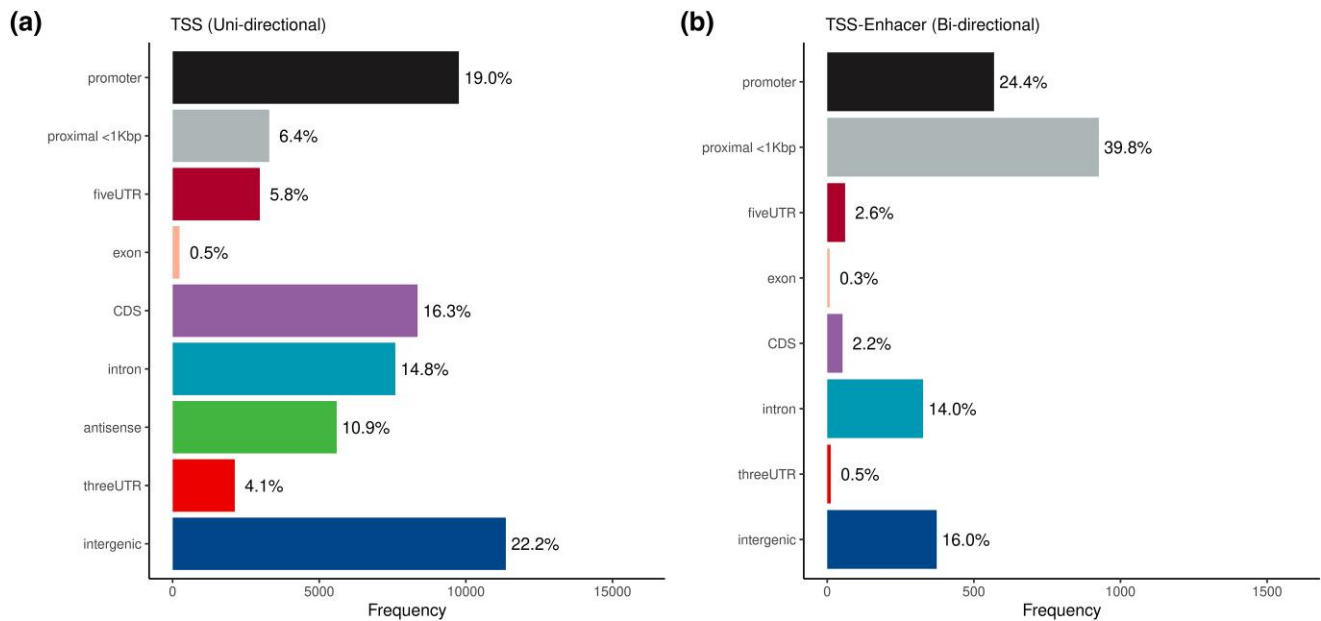 (a)
TSS (Uni-directional)
promoter
19.0%
proximal <1Kbp
6.4%
fiveUTR
5.8%
exon
0.5%
CDS
16.3%
intron
14.8%
antisense
10.9%
threeUTR
4.1%
intergenic
22.2%
0 5000 10000 15000
Frequency
(b)
TSS-Enhacer (Bi-directional)
promoter
24.4%
proximal <1Kbp
39.8%
fiveUTR
2.6%
exon
0.3%
CDS
2.2%
intron
14.0%
threeUTR
0.5%
intergenic
16.0%
0 500 1000 1500
Frequency